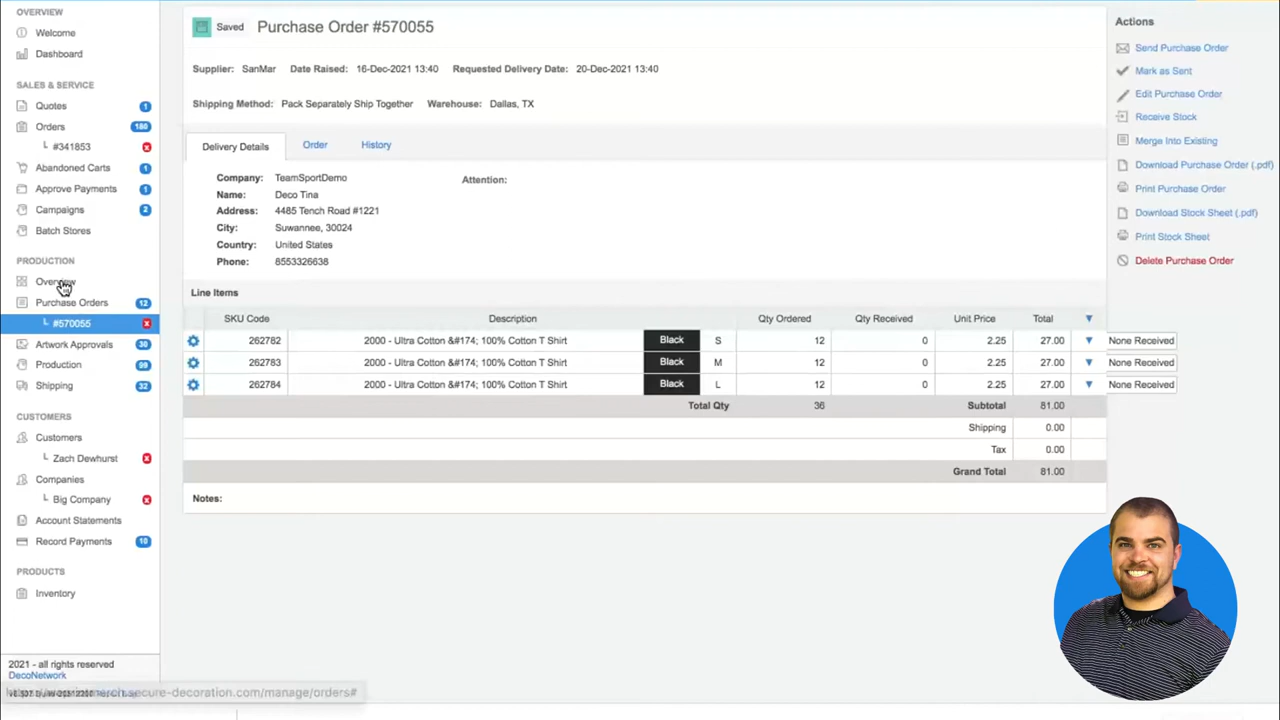 OVERVIEW
Welcome
Dashboard
SALES & SERVICE
Quotes 1
Orders 180
#341853
Abandoned Carts 1
Approve Payments 1
Campaigns 2
Batch Stores
PRODUCTION
Overview
Purchase Orders 12
#570055
Artwork Approvals 30
Production 99
Shipping 32
CUSTOMERS
Customers
Zach Dewhurst
Companies
Big Company
Account Statements
Record Payments 10
PRODUCTS
Inventory
2021 - all rights reserved
DecoNetwork
secure-decoration.com/manage/orders#
Saved Purchase Order #570055
Supplier: SanMar Date Raised: 16-Dec-2021 13:40 Requested Delivery Date: 20-Dec-2021 13:40
Shipping Method: Pack Separately Ship Together Warehouse: Dallas, TX
Delivery Details Order History
Company: TeamSportDemo Attention:
Name: Deco Tina
Address: 4485 Tench Road #1221
City: Suwannee, 30024
Country: United States
Phone: 8553326638
Line Items
SKU Code Description Qty Ordered Qty Received Unit Price Total
262782 2000 - Ultra Cotton &#174; 100% Cotton T Shirt Black S 12 0 2.25 27.00 None Received
262783 2000 - Ultra Cotton &#174; 100% Cotton T Shirt Black M 12 0 2.25 27.00 None Received
262784 2000 - Ultra Cotton &#174; 100% Cotton T Shirt Black L 12 0 2.25 27.00 None Received
Total Qty 36 Subtotal 81.00
Shipping 0.00
Tax 0.00
Grand Total 81.00
Notes:
Actions
Send Purchase Order
Mark as Sent
Edit Purchase Order
Receive Stock
Merge Into Existing
Download Purchase Order (.pdf)
Print Purchase Order
Download Stock Sheet (.pdf)
Print Stock Sheet
Delete Purchase Order